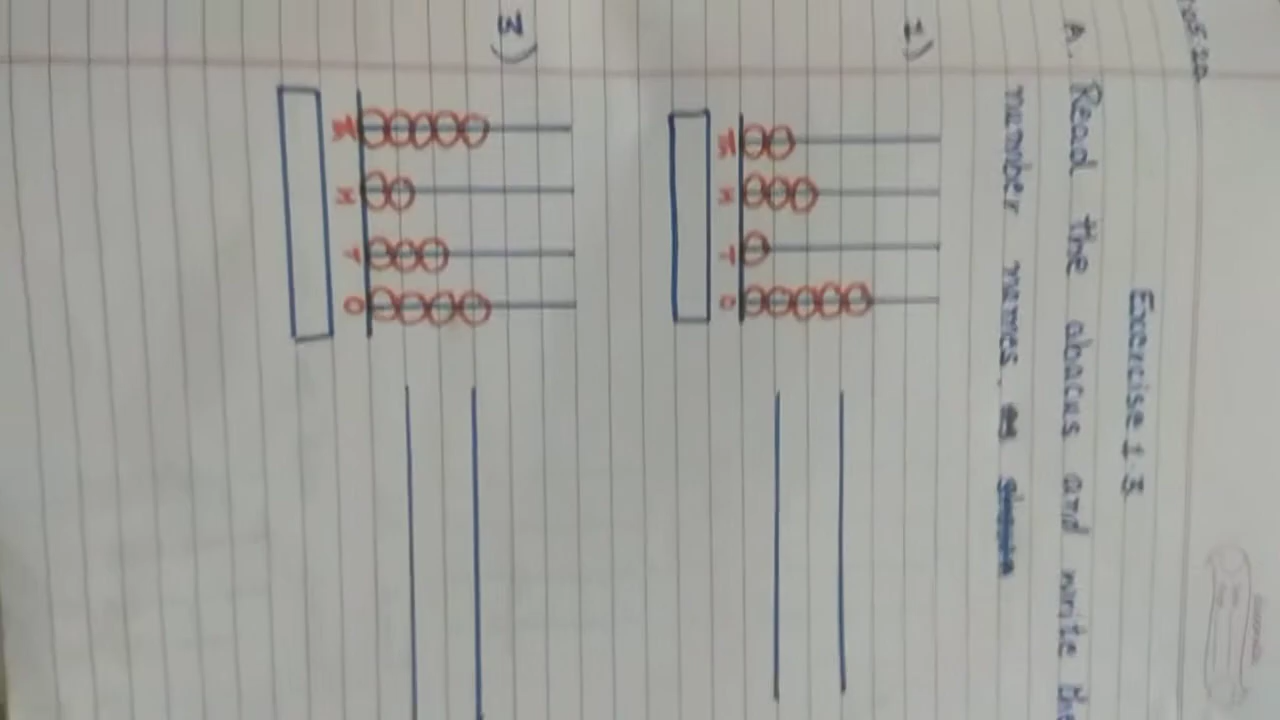 Exercise 1.3
A. Read the abacus and write the
number names.
1)
TH H T O
3)
TH H T O